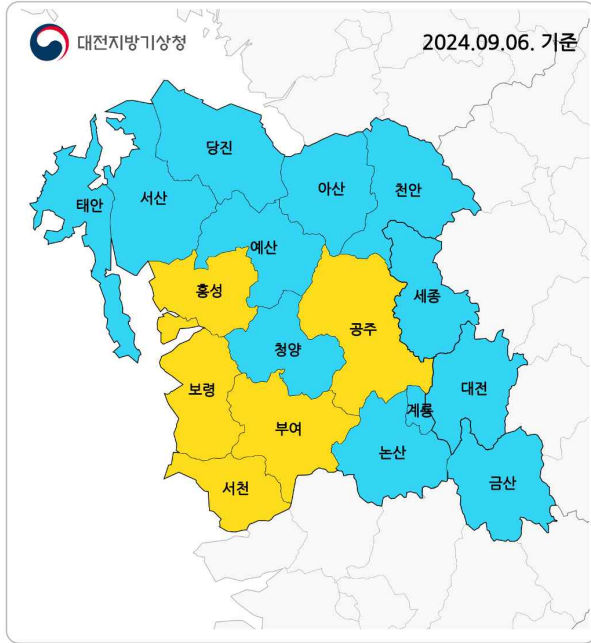 대전지방기상청
2024.09.06. 기준
당진
아산
천안
태안
서산
예산
홍성
세종
공주
청양
보령
대전
계룡
부여
논산
서천
금산